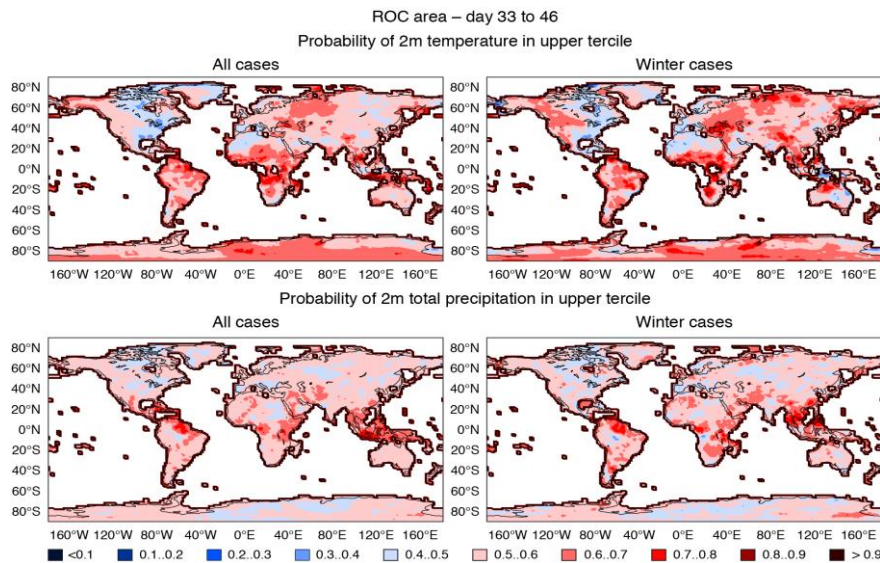 ROC area – day 33 to 46
Probability of 2m temperature in upper tercile
All cases Winter cases
80°N 80°N
60°N 60°N
40°N 40°N
20°N 20°N
0°N 0°N
20°S 20°S
40°S 40°S
60°S 60°S
80°S 80°S
160°W 120°W 80°W 40°W 0°E 40°E 80°E 120°E 160°E 160°W 120°W 80°W 40°W 0°E 40°E 80°E 120°E 160°E
Probability of 2m total precipitation in upper tercile
All cases Winter cases
80°N 80°N
60°N 60°N
40°N 40°N
20°N 20°N
0°N 0°N
20°S 20°S
40°S 40°S
60°S 60°S
80°S 80°S
160°W 120°W 80°W 40°W 0°E 40°E 80°E 120°E 160°E 160°W 120°W 80°W 40°W 0°E 40°E 80°E 120°E 160°E
<0.1 0.1..0.2 0.2..0.3 0.3..0.4 0.4..0.5 0.5..0.6 0.6..0.7 0.7..0.8 0.8..0.9 > 0.9